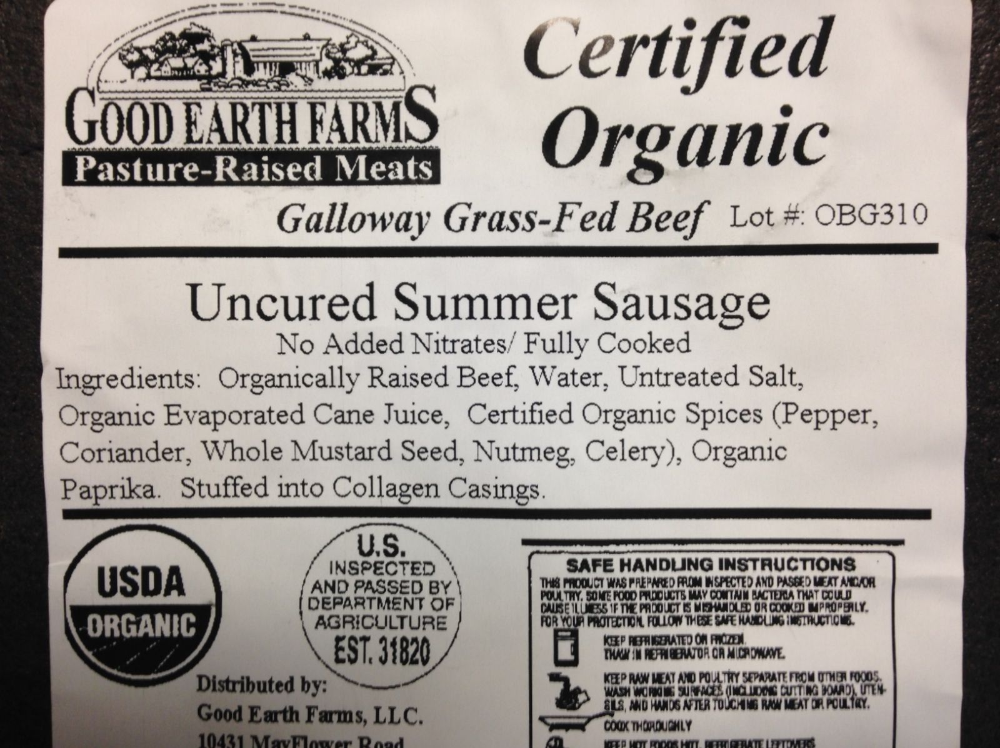 GOOD EARTH FARMS
Pasture-Raised Meats
Certified
Organic
Galloway Grass-Fed Beef Lot #: OBG310
Uncured Summer Sausage
No Added Nitrates/ Fully Cooked
Ingredients: Organically Raised Beef, Water, Untreated Salt,
Organic Evaporated Cane Juice, Certified Organic Spices (Pepper,
Coriander, Whole Mustard Seed, Nutmeg, Celery), Organic
Paprika. Stuffed into Collagen Casings.
USDA
ORGANIC
U.S.
INSPECTED
AND PASSED BY
DEPARTMENT OF
AGRICULTURE
EST. 31820
Distributed by:
Good Earth Farms, LLC.
10431 MayFlower Road
SAFE HANDLING INSTRUCTIONS
THIS PRODUCT WAS PREPARED FROM INSPECTED AND PASSED MEAT AND/OR
POULTRY. SOME FOOD PRODUCTS MAY CONTAIN BACTERIA THAT COULD
CAUSE ILLNESS IF THE PRODUCT IS MISHANDLED OR COOKED IMPROPERLY.
FOR YOUR PROTECTION, FOLLOW THESE SAFE HANDLING INSTRUCTIONS.
KEEP REFRIGERATED OR FROZEN.
THAW IN REFRIGERATOR OR MICROWAVE.
KEEP RAW MEAT AND POULTRY SEPARATE FROM OTHER FOODS.
WASH WORKING SURFACES (INCLUDING CUTTING BOARD), UTEN-
SILS, AND HANDS AFTER TOUCHING RAW MEAT OR POULTRY.
COOK THOROUGHLY
KEEP HOT FOODS HOT. REFRIGERATE LEFTOVERS